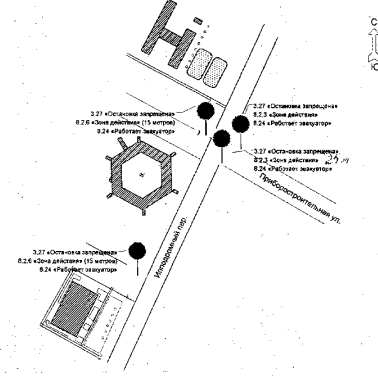 С
Ю
3.27 «Остановка запрещена»
8.2.6 «Зона действия» (15 метров)
8.24 «Работает эвакуатор»
3.27 «Остановка запрещена»
8.2.3 «Зона действия»
8.24 «Работает эвакуатор»
3.27 «Остановка запрещена»
8.2.3 «Зона действия»
8.24 «Работает эвакуатор»
Приборостроительная ул.
Ипподромный пер.
3.27 «Остановка запрещена»
8.2.6 «Зона действия» (15 метров)
8.24 «Работает эвакуатор»